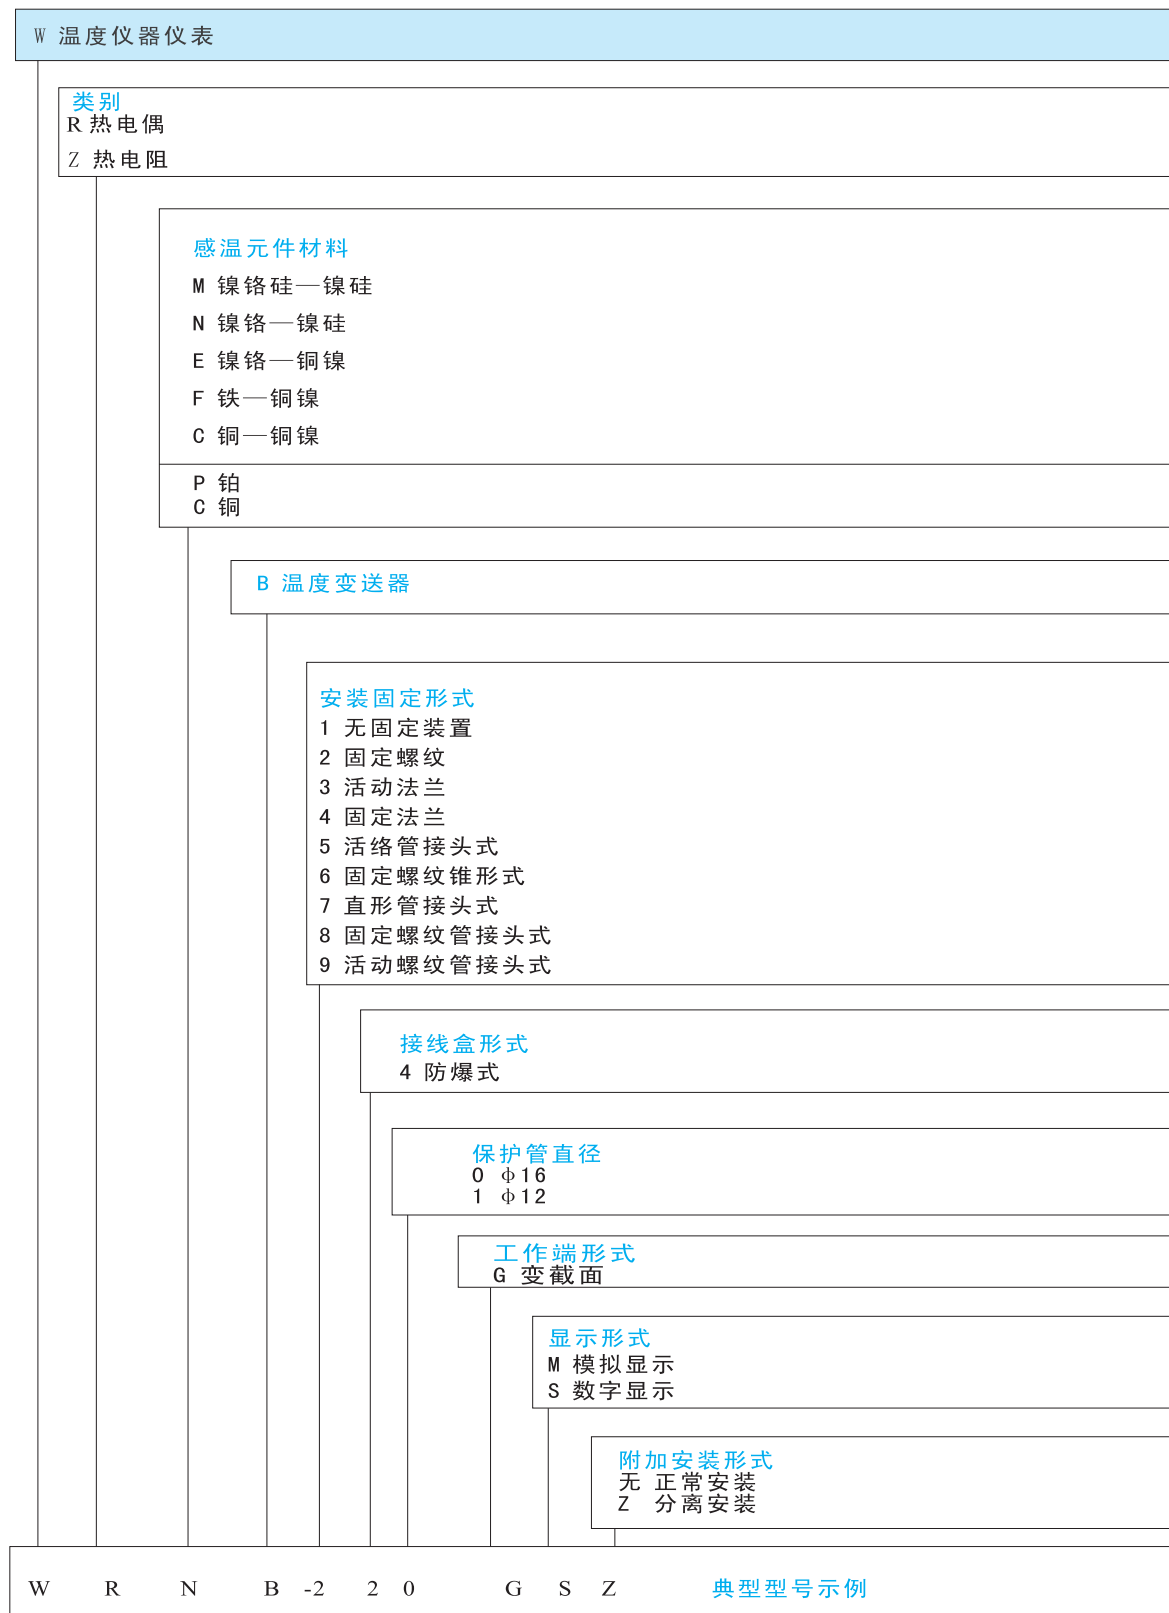 W 温度仪器仪表
类别
R 热电偶
Z 热电阻
感温元件材料
M 镍铬硅—镍硅
N 镍铬—镍硅
E 镍铬—铜镍
F 铁—铜镍
C 铜—铜镍
P 铂
C 铜
B 温度变送器
安装固定形式
1 无固定装置
2 固定螺纹
3 活动法兰
4 固定法兰
5 活络管接头式
6 固定螺纹锥形式
7 直形管接头式
8 固定螺纹管接头式
9 活动螺纹管接头式
接线盒形式
4 防爆式
保护管直径
0 φ16
1 φ12
工作端形式
G 变截面
显示形式
M 模拟显示
S 数字显示
附加安装形式
无 正常安装
Z 分离安装
W R N B -2 2 0 G S Z 典型型号示例